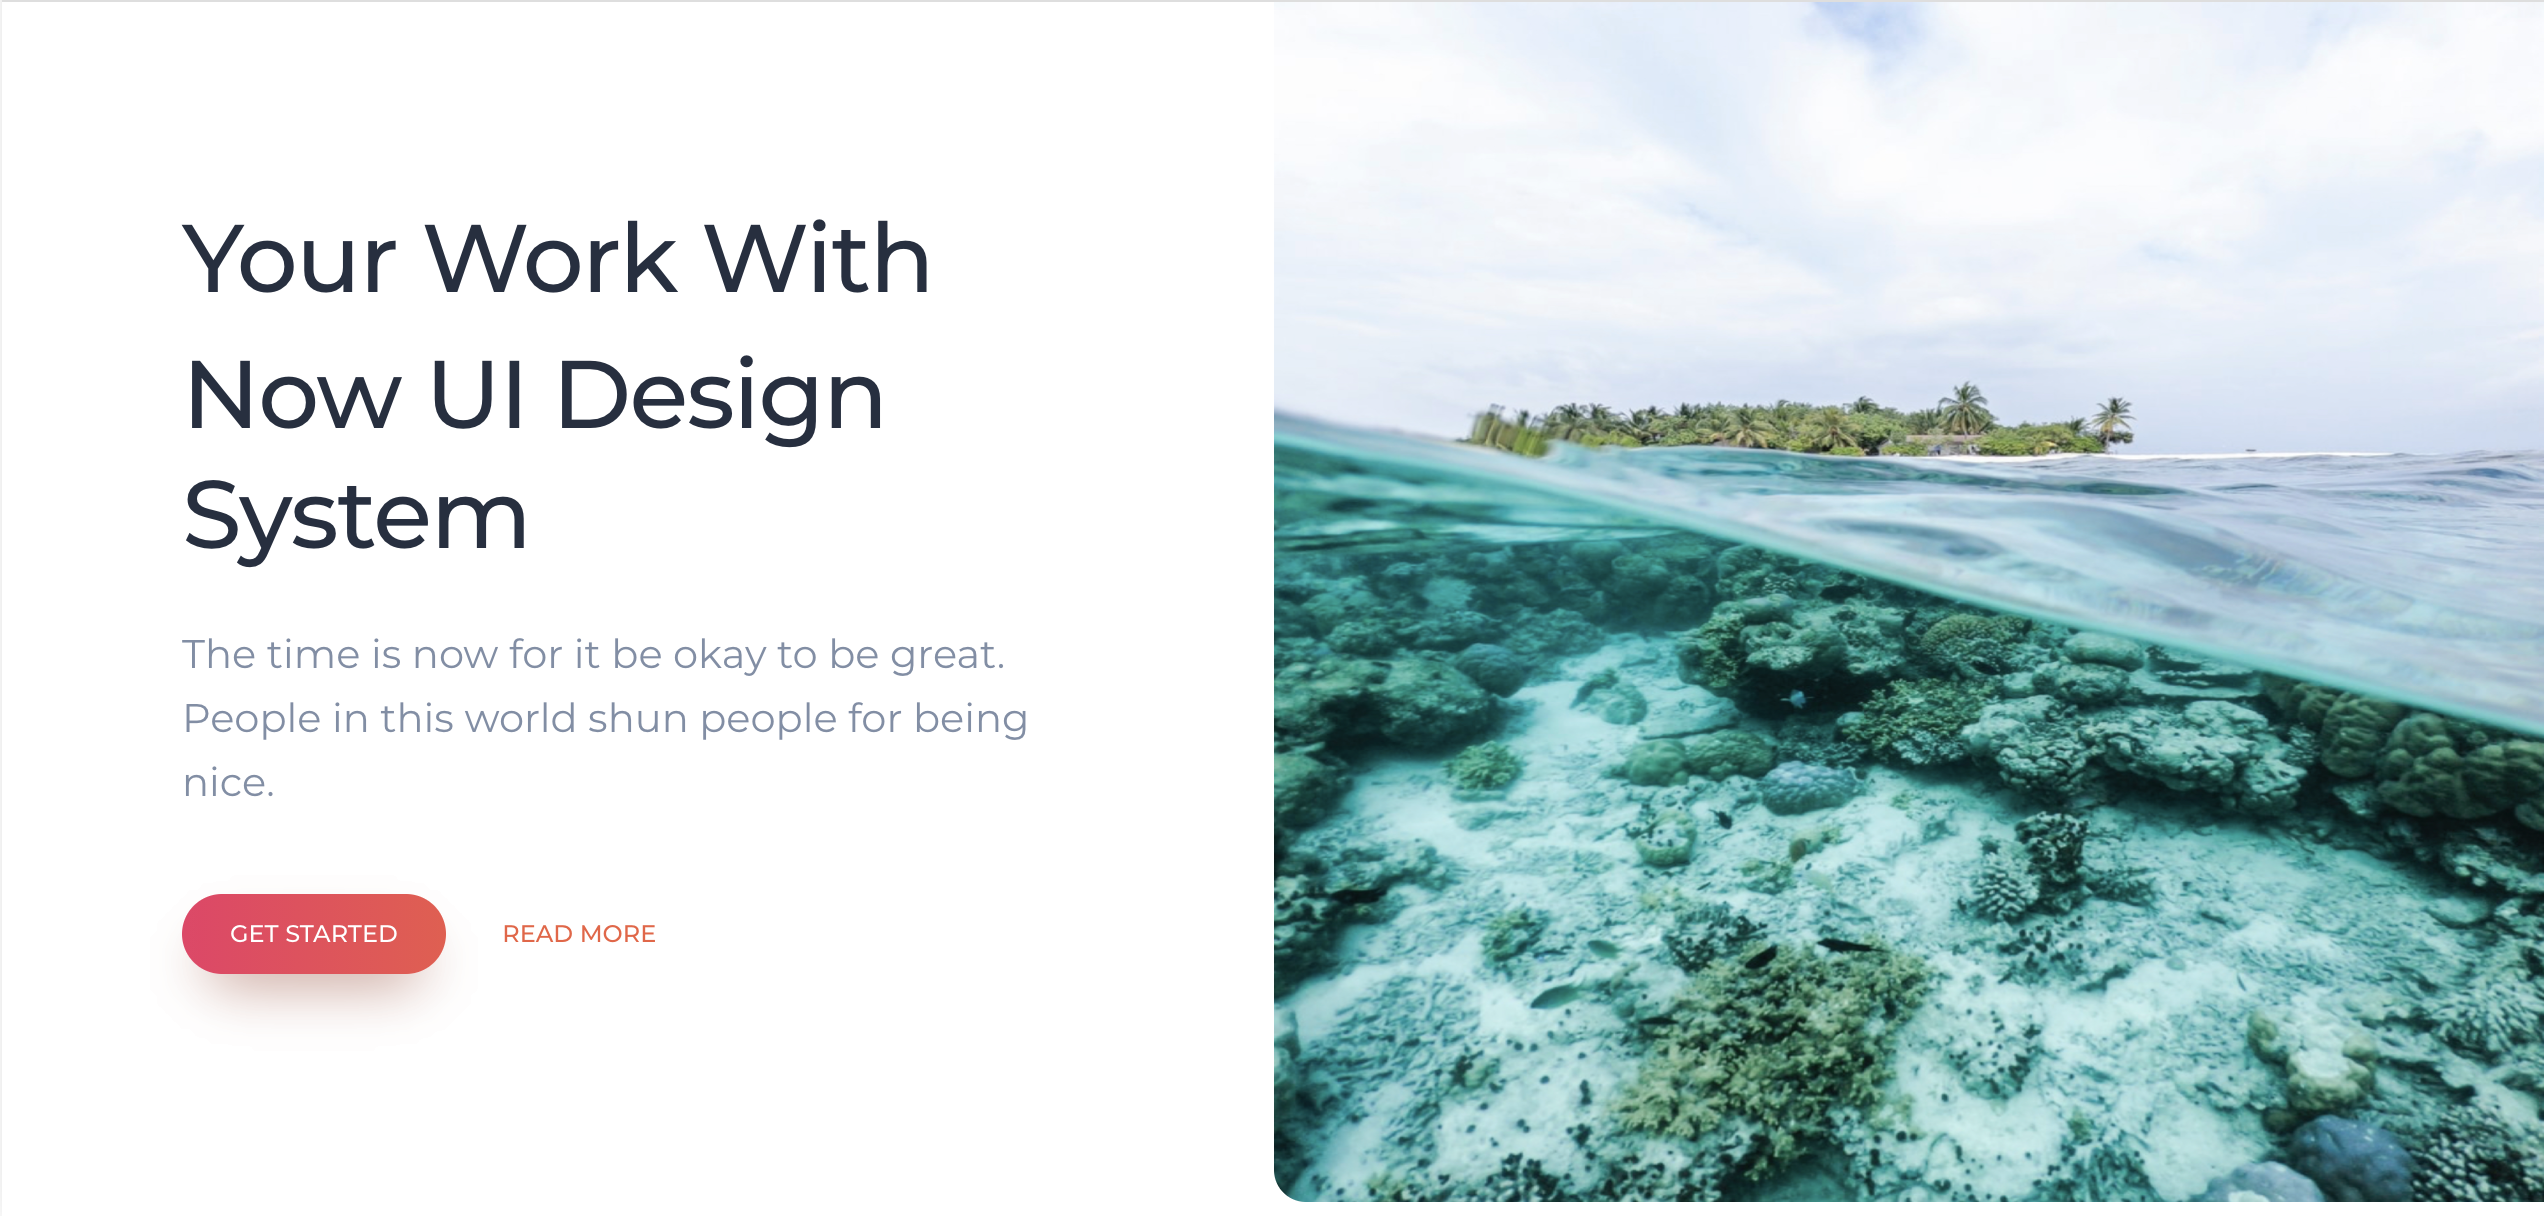 Your Work With
Now UI Design
System
The time is now for it be okay to be great.
People in this world shun people for being
nice.
GET STARTED
READ MORE